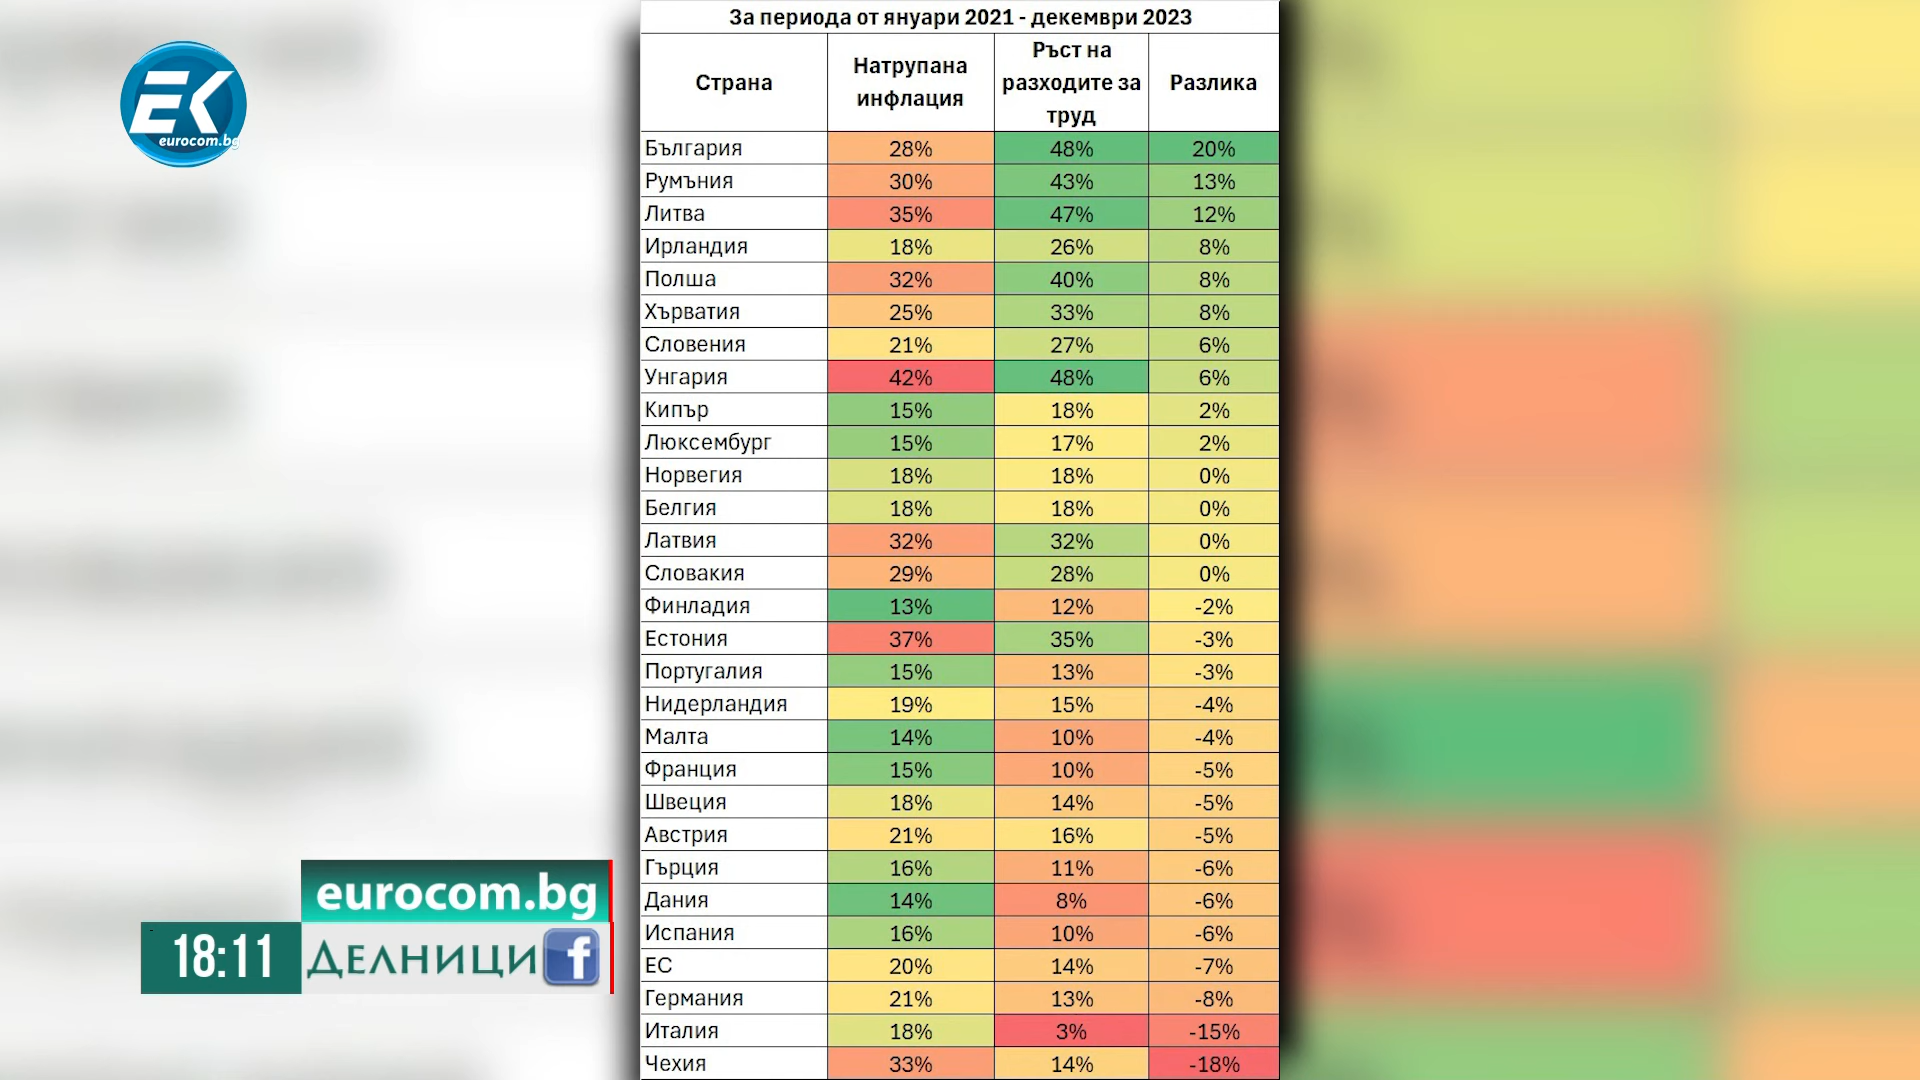 За периода от януари 2021 - декември 2023
Страна Натрупана инфлация Ръст на разходите за труд Разлика
България 28% 48% 20%
Румъния 30% 43% 13%
Литва 35% 47% 12%
Ирландия 18% 26% 8%
Полша 32% 40% 8%
Хърватия 25% 33% 8%
Словения 21% 27% 6%
Унгария 42% 48% 6%
Кипър 15% 18% 2%
Люксембург 15% 17% 2%
Норвегия 18% 18% 0%
Белгия 18% 18% 0%
Латвия 32% 32% 0%
Словакия 29% 28% 0%
Финладия 13% 12% -2%
Естония 37% 35% -3%
Португалия 15% 13% -3%
Нидерландия 19% 15% -4%
Малта 14% 10% -4%
Франция 15% 10% -5%
Швеция 18% 14% -5%
Австрия 21% 16% -5%
Гърция 16% 11% -6%
Дания 14% 8% -6%
Испания 16% 10% -6%
ЕС 20% 14% -7%
Германия 21% 13% -8%
Италия 18% 3% -15%
Чехия 33% 14% -18%
EK
eurocom.bg
eurocom.bg
18:11 ДЕЛНИЦИ f